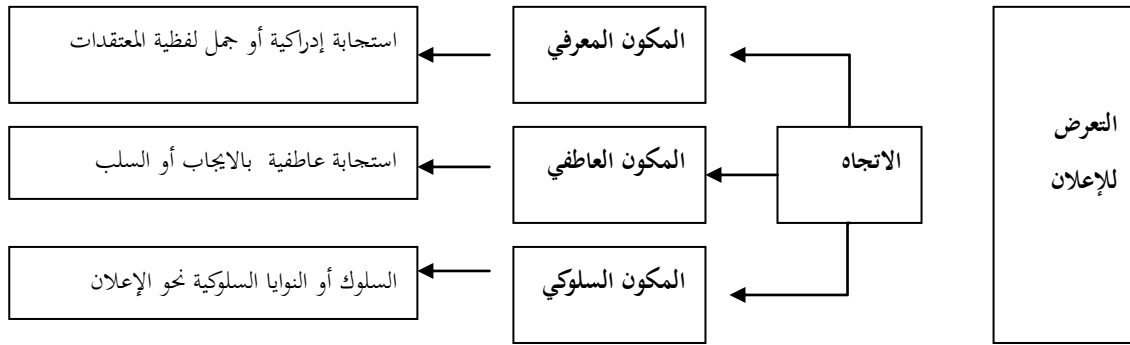 التعرض
للإعلان
الاتجاه
المكون المعرفي
استجابة إدراكية أو جمل لفظية المعتقدات
المكون العاطفي
استجابة عاطفية بالايجاب أو السلب
المكون السلوكي
السلوك أو النوايا السلوكية نحو الإعلان